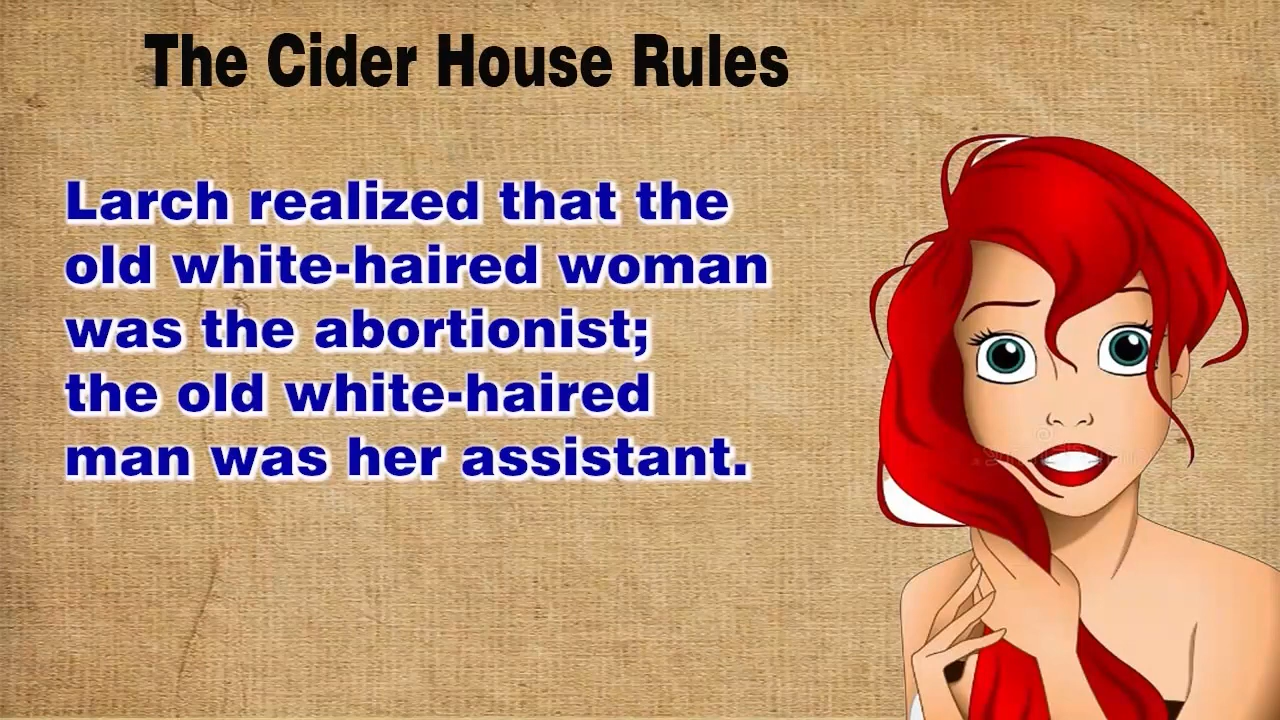 The Cider House Rules
Larch realized that the
old white-haired woman
was the abortionist;
the old white-haired
man was her assistant.